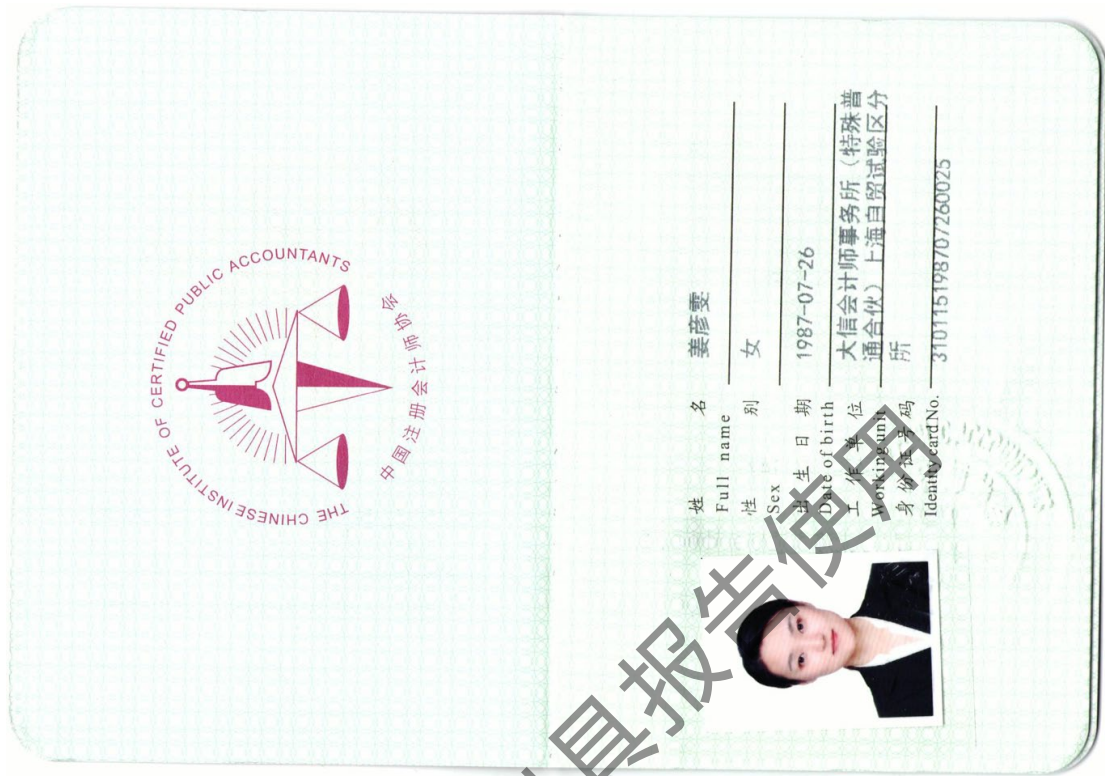 THE CHINESE INSTITUTE OF CERTIFIED PUBLIC ACCOUNTANTS
中国注册会计师协会
姓 名 姜彦雯
Full name
性 别 女
Sex
出 生 日 期 1987-07-26
Date of birth
工 作 单 位 大信会计师事务所（特殊普
通合伙）上海自贸试验区分
所
Working unit
身 份 证 号 码 310115198707260025
Identity card No.
具报告使用